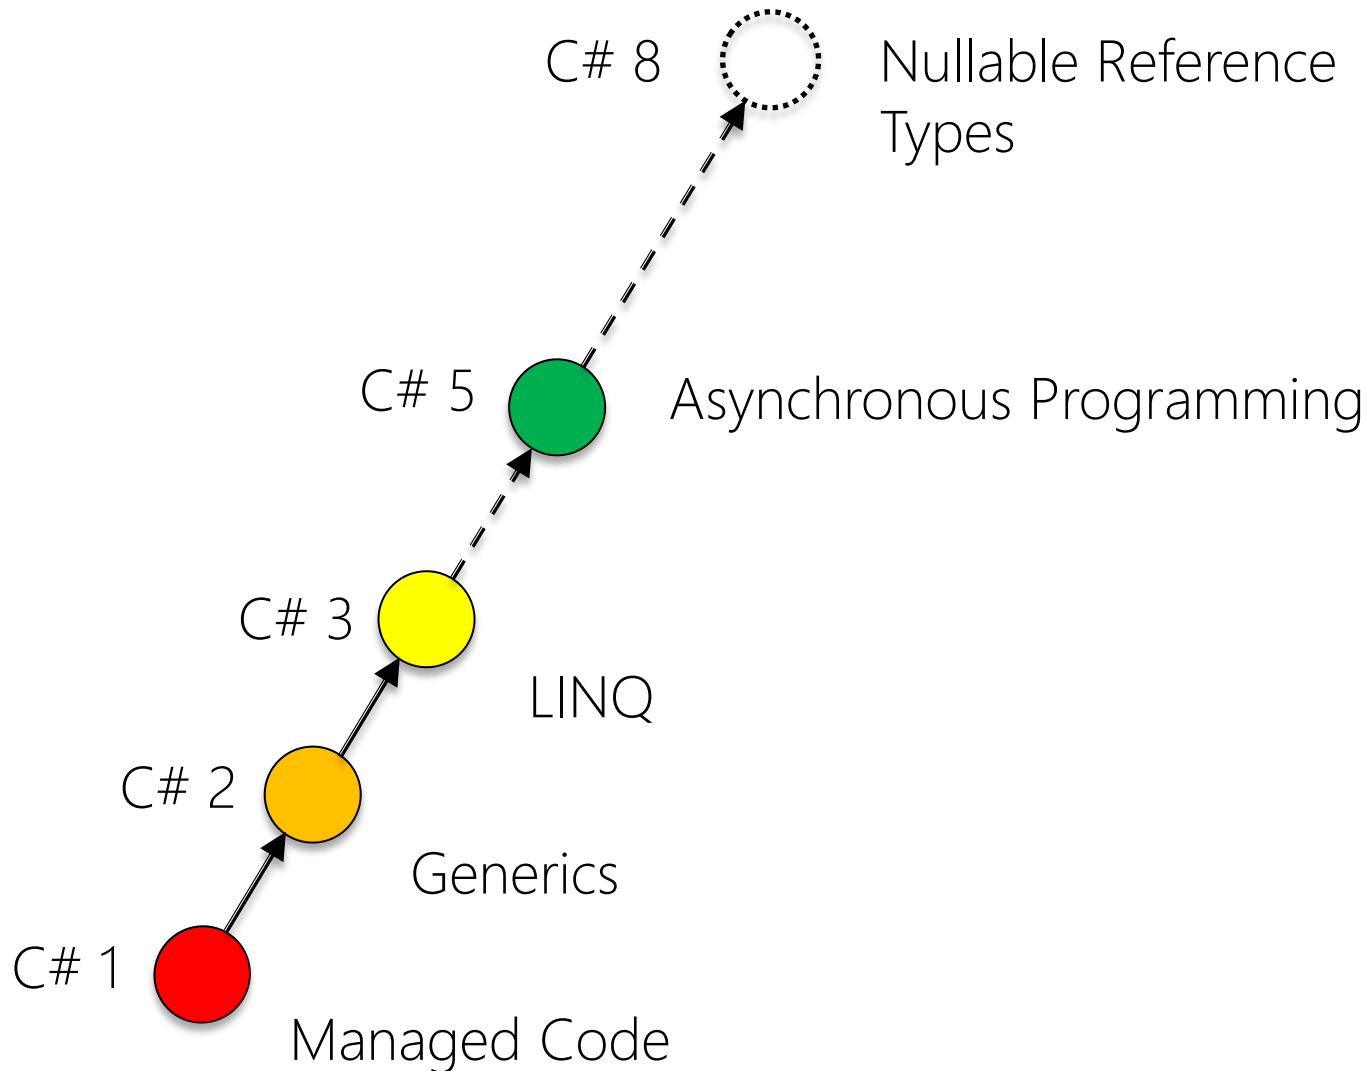 C# 8
Nullable Reference
Types
C# 5
Asynchronous Programming
C# 3
LINQ
C# 2
Generics
C# 1
Managed Code